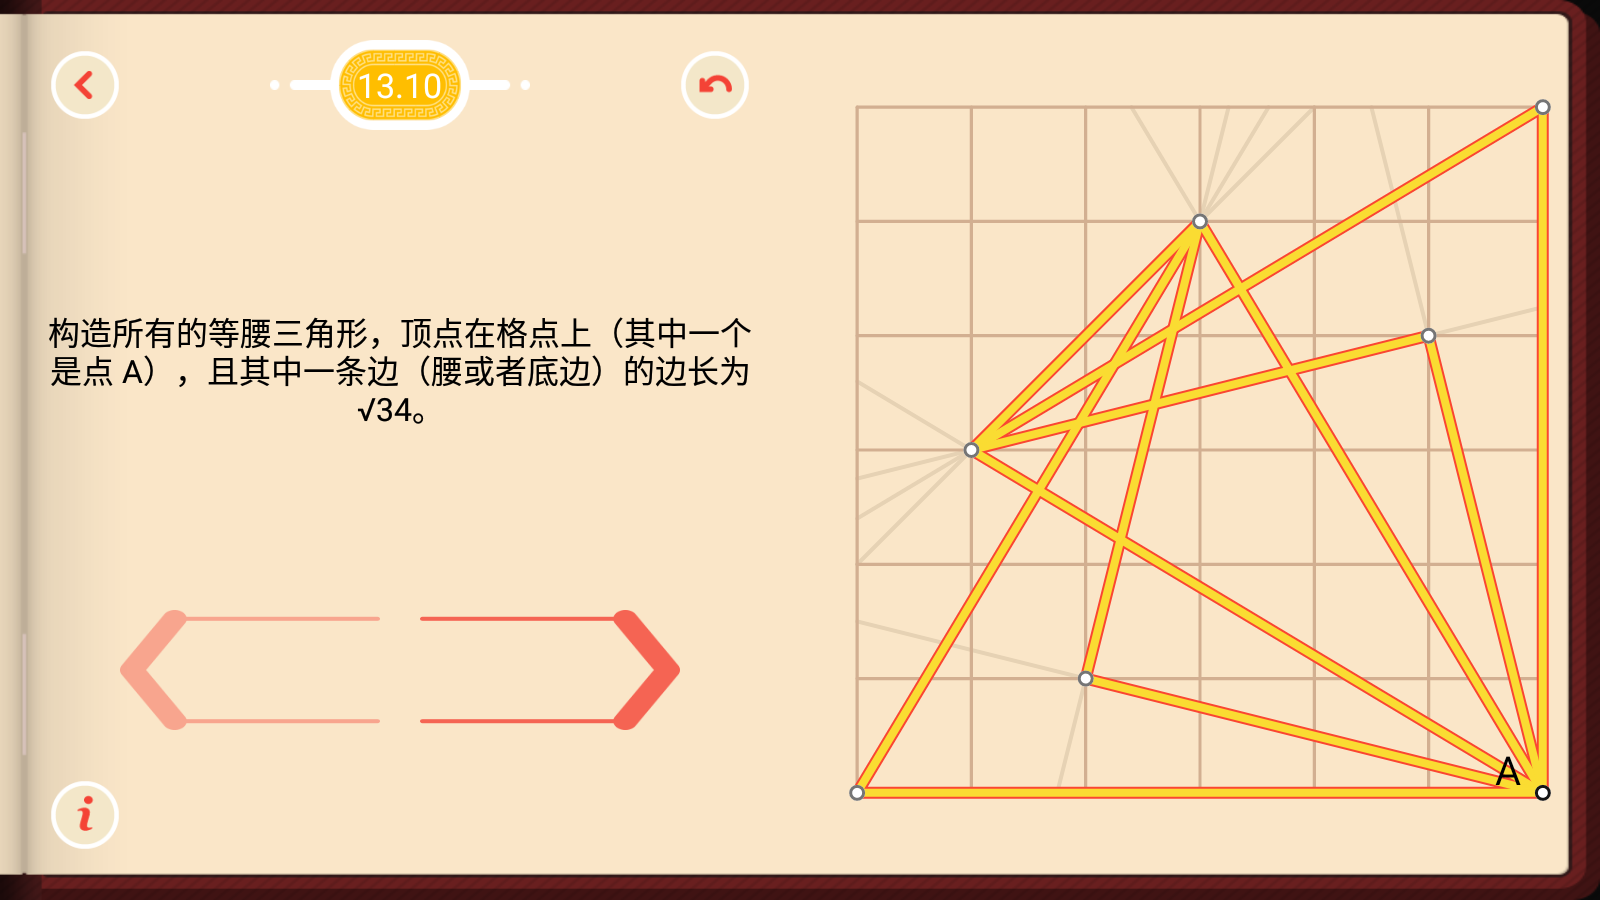 13.10
构造所有的等腰三角形，顶点在格点上（其中一个
是点 A），且其中一条边（腰或者底边）的边长为
√34。
A
i